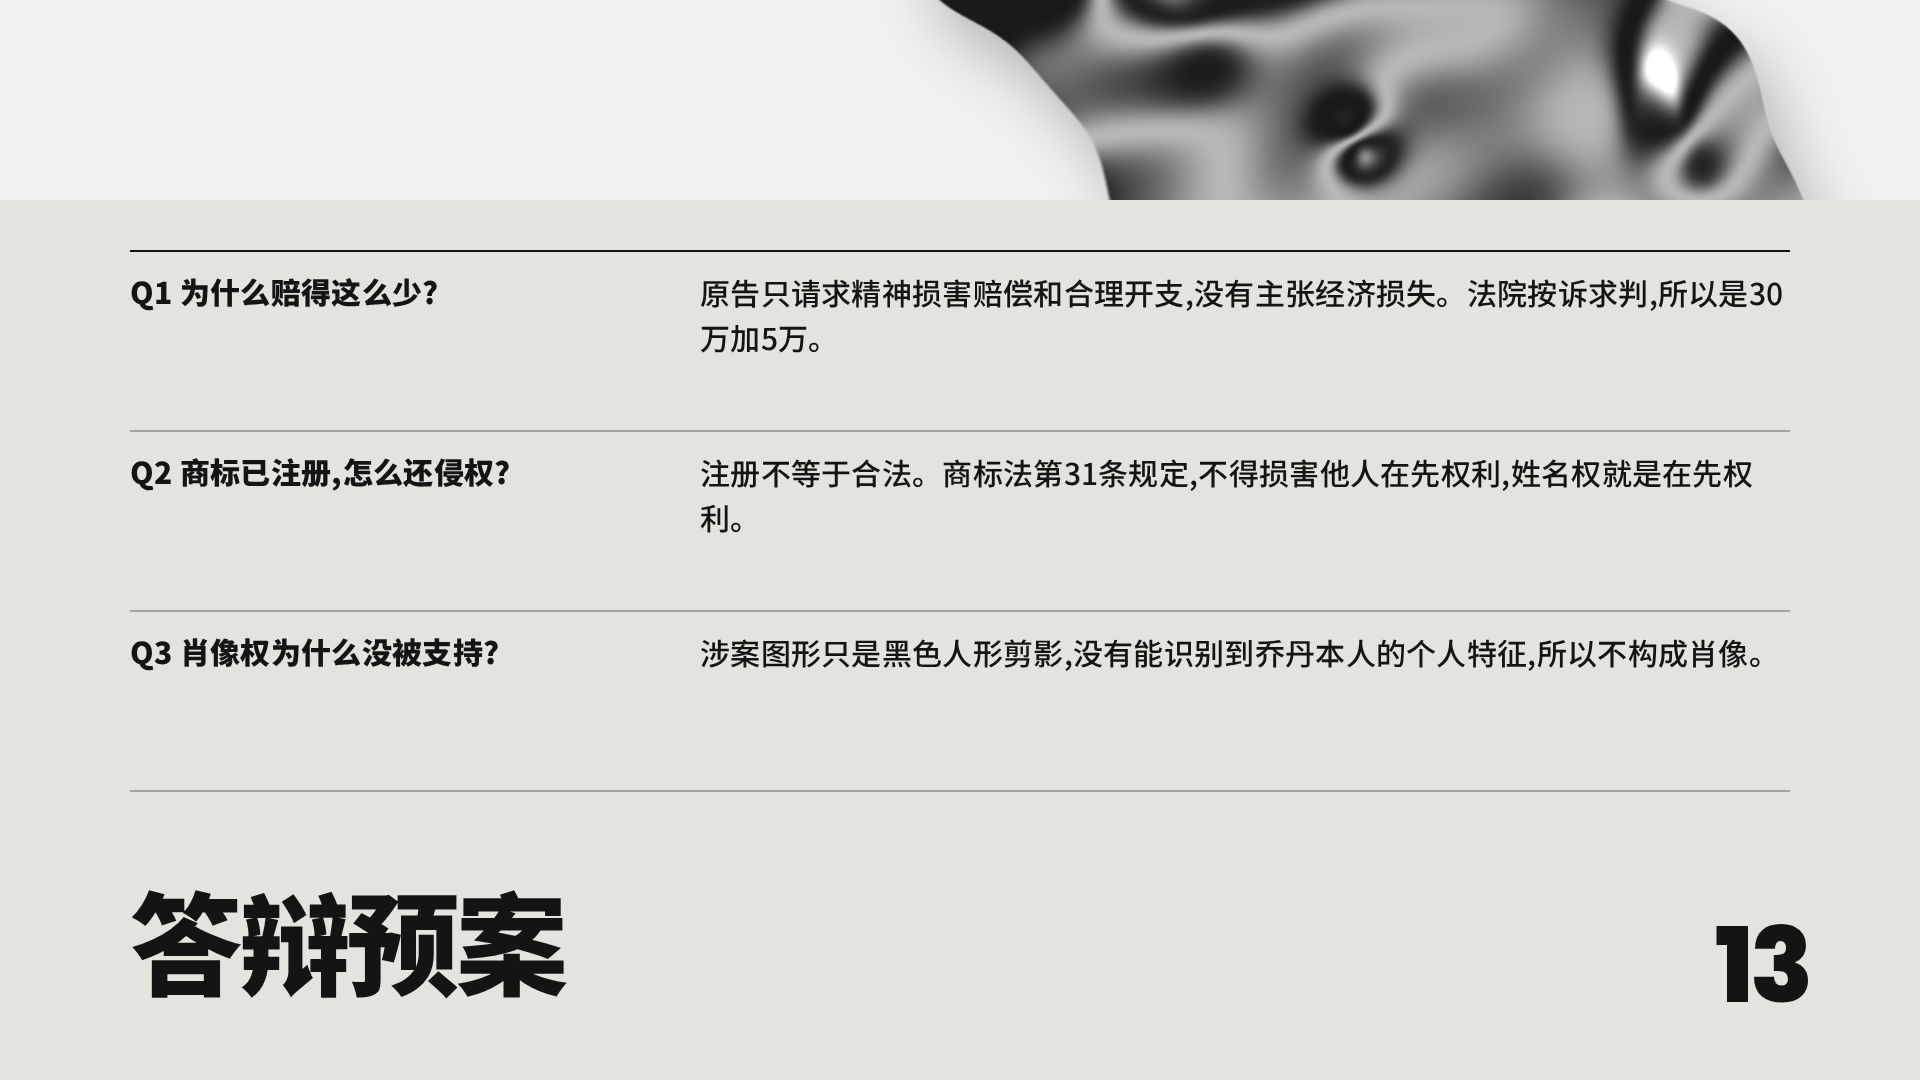 Q1 为什么赔得这么少?
原告只请求精神损害赔偿和合理开支,没有主张经济损失。法院按诉求判,所以是30
万加5万。
Q2 商标已注册,怎么还侵权?
注册不等于合法。商标法第31条规定,不得损害他人在先权利,姓名权就是在先权
利。
Q3 肖像权为什么没被支持?
涉案图形只是黑色人形剪影,没有能识别到乔丹本人的个人特征,所以不构成肖像。
答辩预案
13